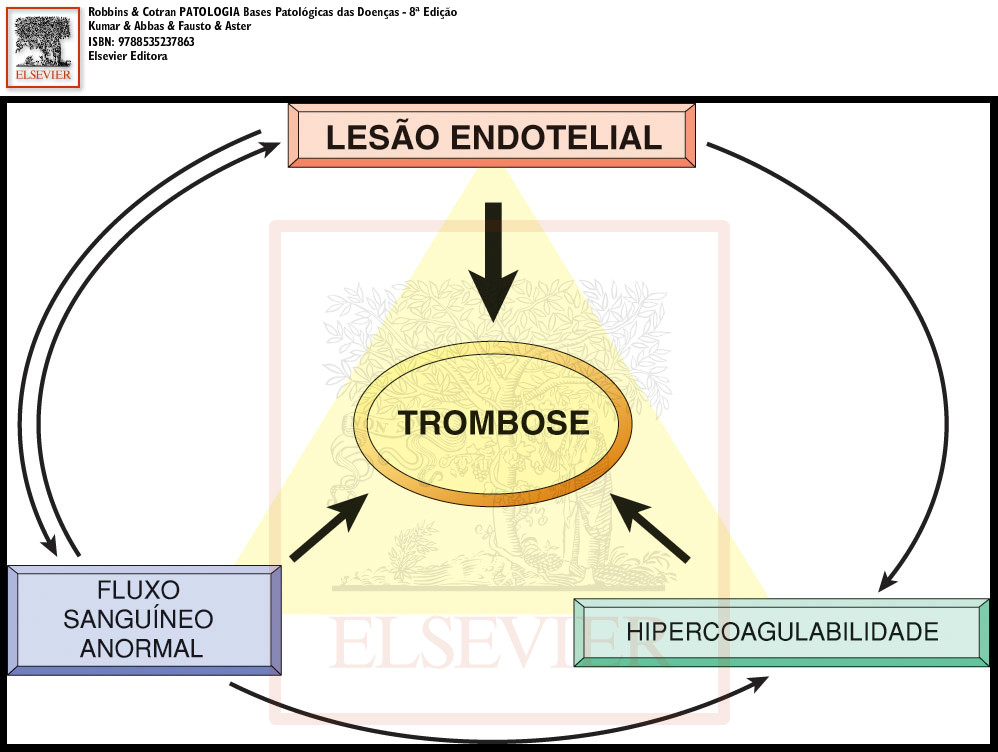 Robbins & Cotran PATOLOGIA Bases Patológicas das Doenças - 8ª Edição
Kumar & Abbas & Fausto & Aster
ISBN: 9788535237863
Elsevier Editora
ELSEVIER
LESÃO ENDOTELIAL
TROMBOSE
FLUXO
SANGUÍNEO
ANORMAL
HIPERCOAGULABILIDADE
ELSEVIER